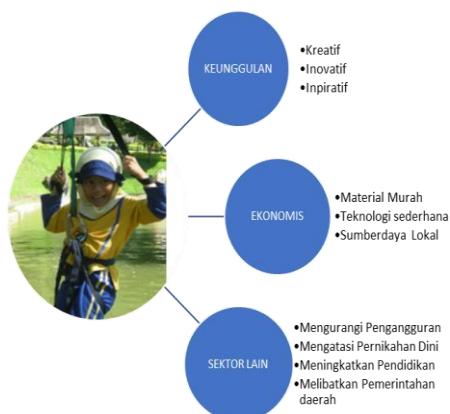 KEUNGGULAN
•Kreatif
•Inovatif
•Inpiratif
EKONOMIS
•Material Murah
•Teknologi sederhana
•Sumberdaya Lokal
SEKTOR LAIN
•Mengurangi Pengangguran
•Mengatasi Pernikahan Dini
•Meningkatkan Pendidikan
•Melibatkan Pemerintahan
daerah